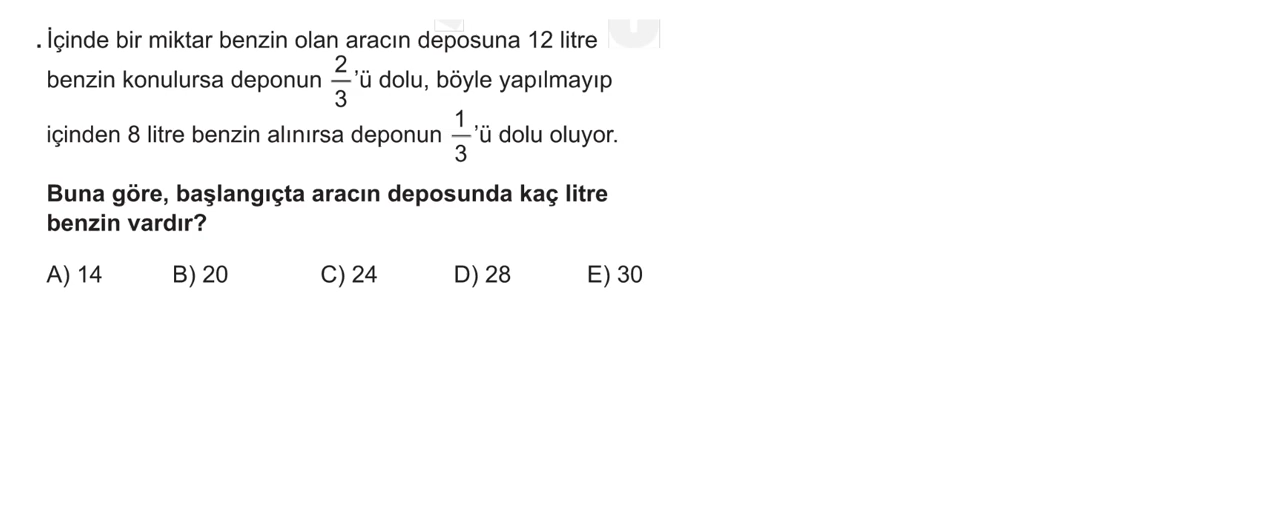 . İçinde bir miktar benzin olan aracın deposuna 12 litre
benzin konulursa deponun 2/3 'ü dolu, böyle yapılmayıp
içinden 8 litre benzin alınırsa deponun 1/3 'ü dolu oluyor.
Buna göre, başlangıçta aracın deposunda kaç litre
benzin vardır?
A) 14 B) 20 C) 24 D) 28 E) 30